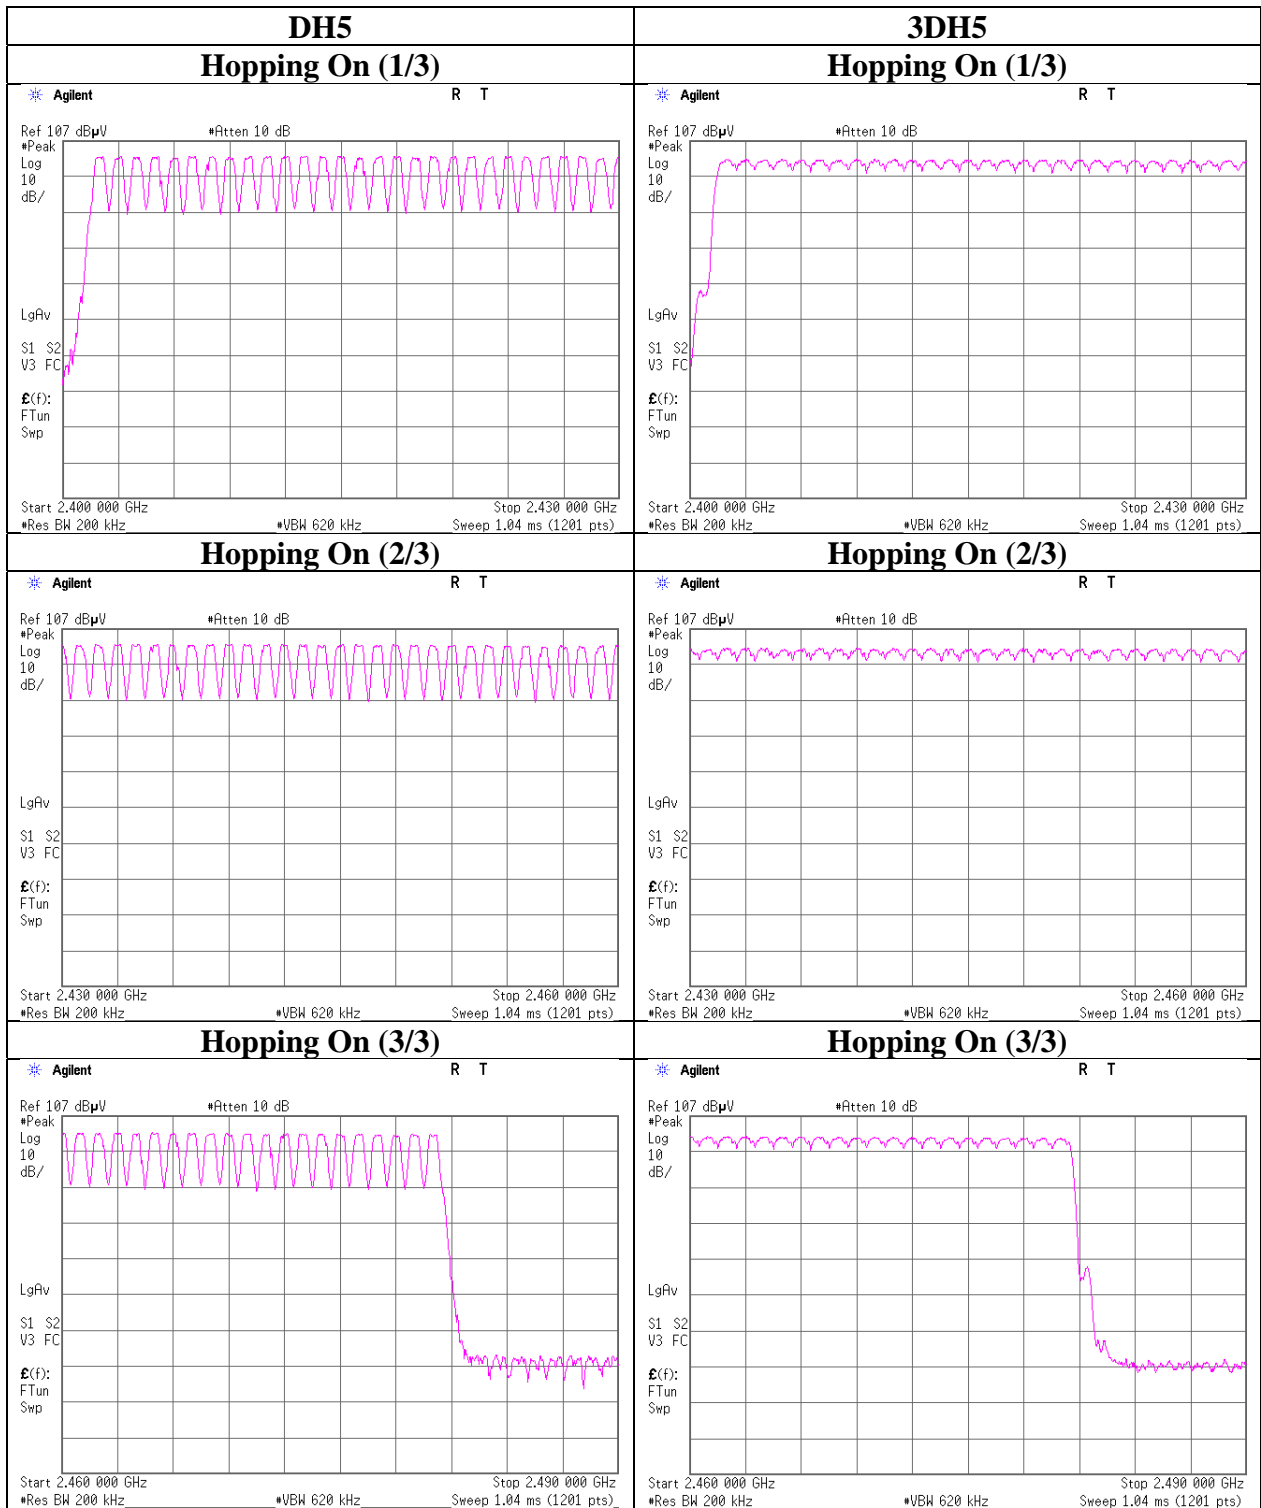 DH5 3DH5
Hopping On (1/3) Hopping On (1/3)
Agilent R T
Ref 107 dBµV #Atten 10 dB
#Peak
Log
10
dB/
LgAv
S1 S2
V3 FC
£(f):
FTun
Swp
Start 2.400 000 GHz Stop 2.430 000 GHz
#Res BW 200 kHz #VBW 620 kHz Sweep 1.04 ms (1201 pts)
Agilent R T
Ref 107 dBµV #Atten 10 dB
#Peak
Log
10
dB/
LgAv
S1 S2
V3 FC
£(f):
FTun
Swp
Start 2.400 000 GHz Stop 2.430 000 GHz
#Res BW 200 kHz #VBW 620 kHz Sweep 1.04 ms (1201 pts)
Hopping On (2/3) Hopping On (2/3)
Agilent R T
Ref 107 dBµV #Atten 10 dB
#Peak
Log
10
dB/
LgAv
S1 S2
V3 FC
£(f):
FTun
Swp
Start 2.430 000 GHz Stop 2.460 000 GHz
#Res BW 200 kHz #VBW 620 kHz Sweep 1.04 ms (1201 pts)
Agilent R T
Ref 107 dBµV #Atten 10 dB
#Peak
Log
10
dB/
LgAv
S1 S2
V3 FC
£(f):
FTun
Swp
Start 2.430 000 GHz Stop 2.460 000 GHz
#Res BW 200 kHz #VBW 620 kHz Sweep 1.04 ms (1201 pts)
Hopping On (3/3) Hopping On (3/3)
Agilent R T
Ref 107 dBµV #Atten 10 dB
#Peak
Log
10
dB/
LgAv
S1 S2
V3 FC
£(f):
FTun
Swp
Start 2.460 000 GHz Stop 2.490 000 GHz
#Res BW 200 kHz #VBW 620 kHz Sweep 1.04 ms (1201 pts)
Agilent R T
Ref 107 dBµV #Atten 10 dB
#Peak
Log
10
dB/
LgAv
S1 S2
V3 FC
£(f):
FTun
Swp
Start 2.460 000 GHz Stop 2.490 000 GHz
#Res BW 200 kHz #VBW 620 kHz Sweep 1.04 ms (1201 pts)